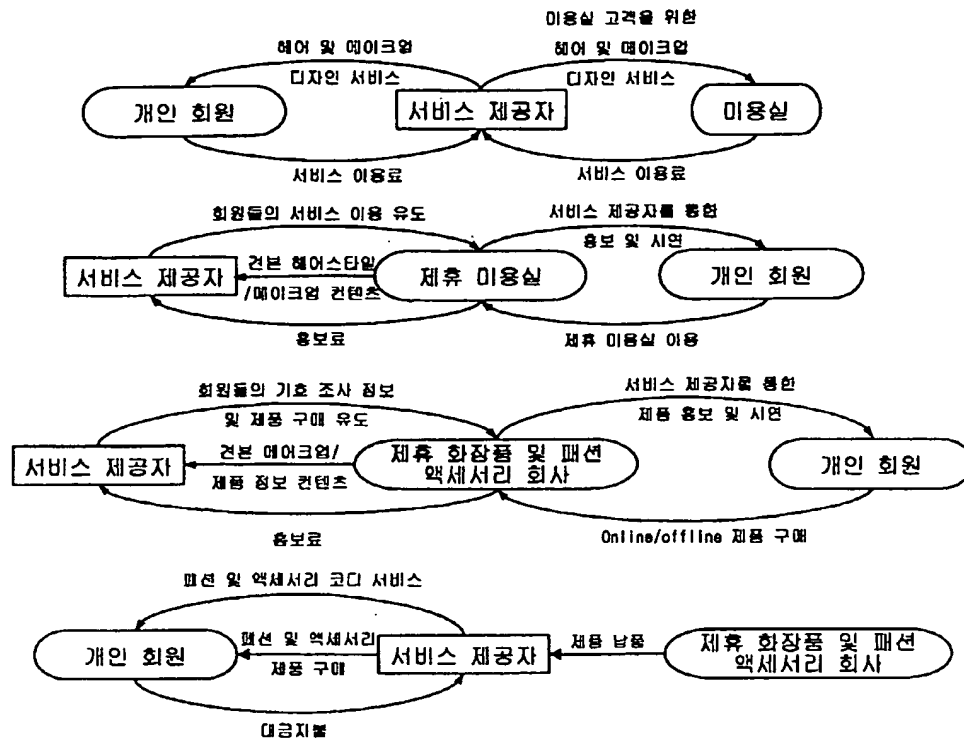 미용실 고객을 위한
헤어 및 메이크업
헤어 및 메이크업
디자인 서비스
디자인 서비스
개인 회원
서비스 제공자
미용실
서비스 이용료
서비스 이용료
회원들의 서비스 이용 유도
서비스 제공자를 통한
홍보 및 시연
서비스 제공자
견본 헤어스타일
/메이크업 컨텐츠
제휴 미용실
개인 회원
홍보료
제휴 미용실 이용
회원들의 기호 조사 정보
및 제품 구매 유도
서비스 제공자를 통한
제품 홍보 및 시연
서비스 제공자
견본 메이크업/
제품 정보 컨텐츠
제휴 화장품 및 패션
액세서리 회사
개인 회원
홍보료
Online/offline 제품 구매
패션 및 액세서리 코디 서비스
개인 회원
패션 및 액세서리
제품 구매
서비스 제공자
제품 납품
제휴 화장품 및 패션
액세서리 회사
대금지불